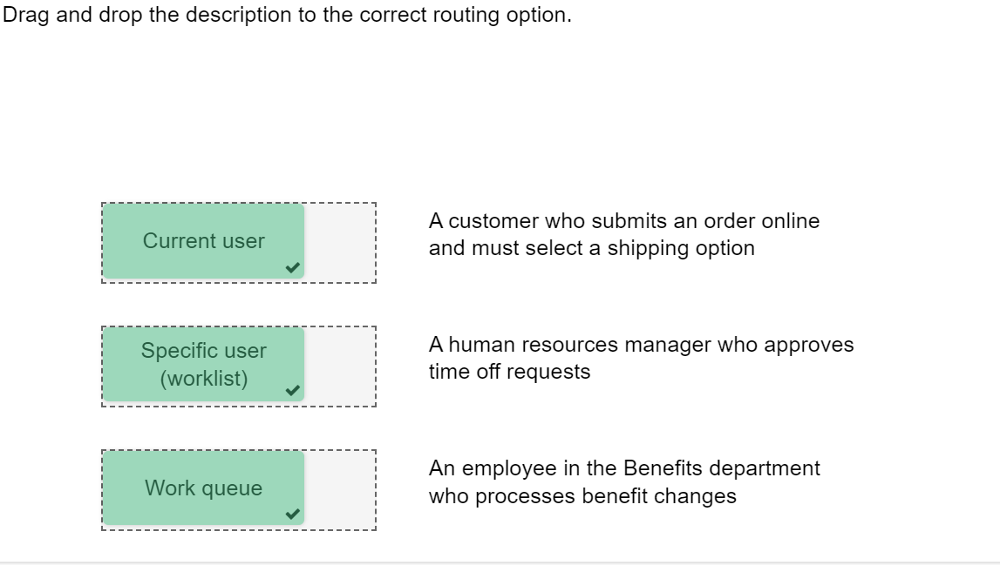 Drag and drop the description to the correct routing option.
Current user
A customer who submits an order online
and must select a shipping option
Specific user
(worklist)
A human resources manager who approves
time off requests
Work queue
An employee in the Benefits department
who processes benefit changes